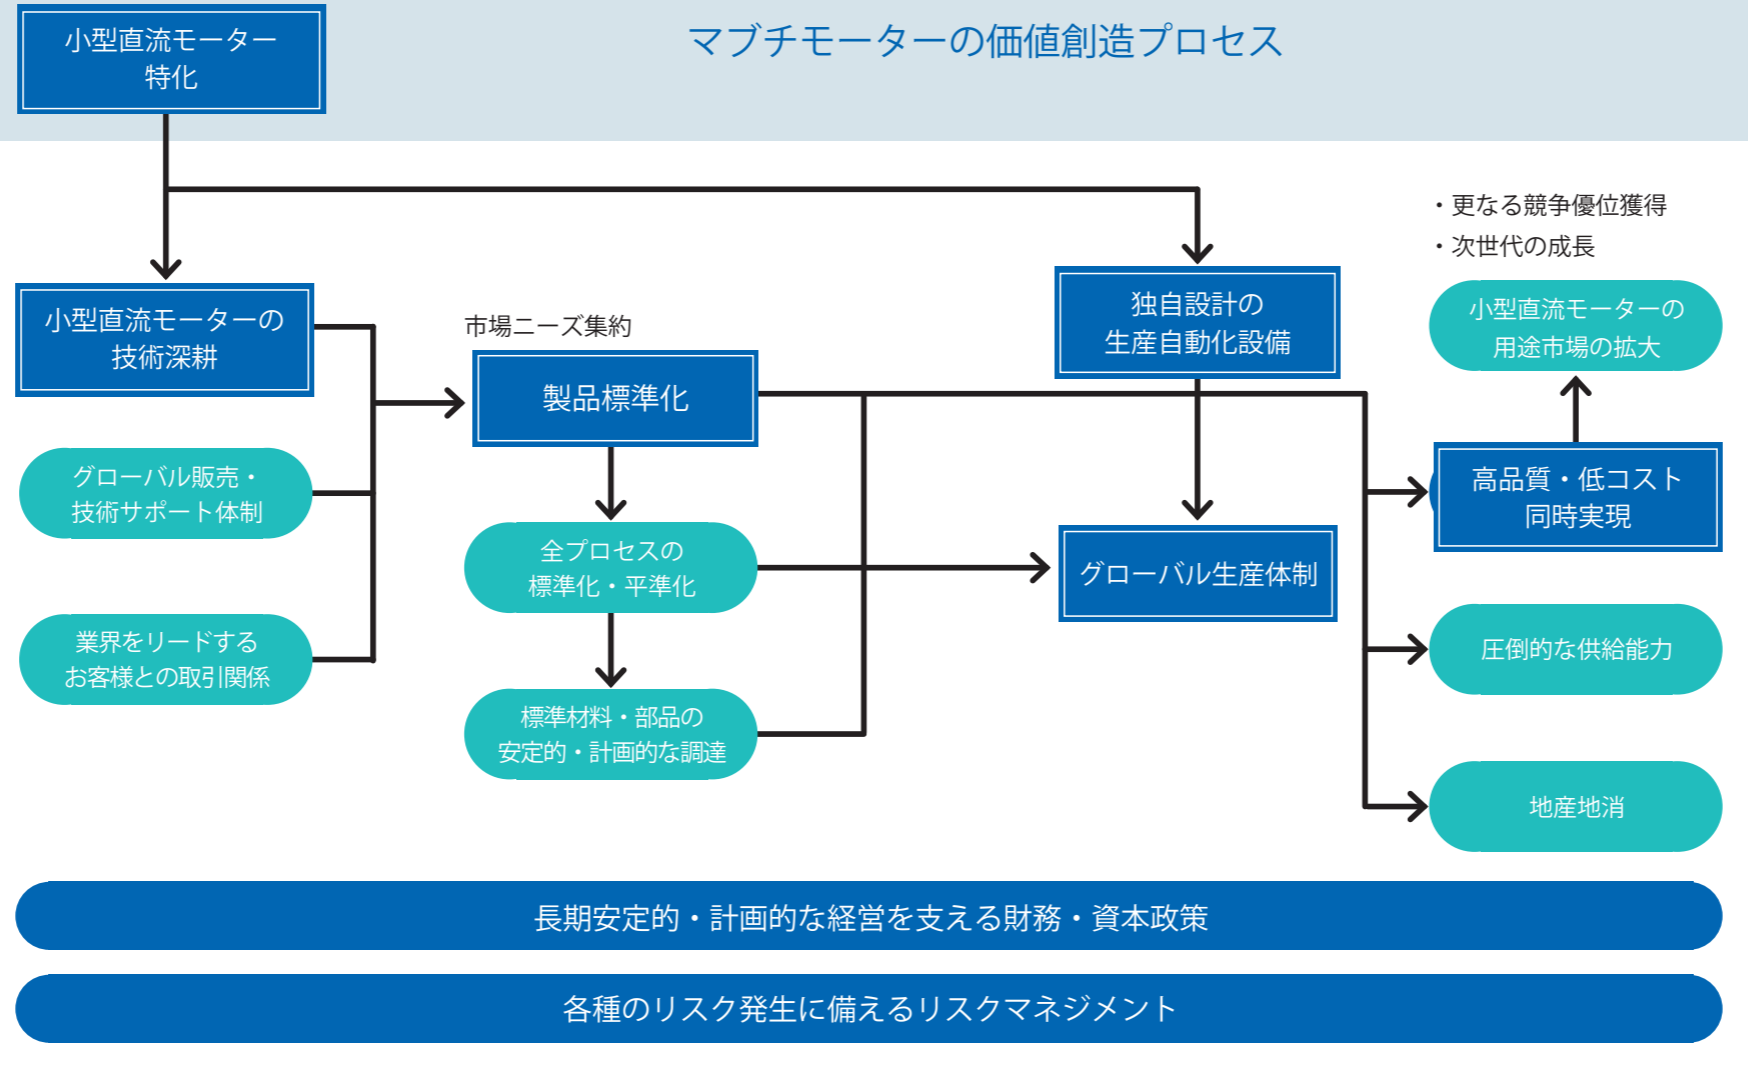 マブチモーターの価値創造プロセス
小型直流モーター
特化
小型直流モーターの
技術深耕
グローバル販売・
技術サポート体制
業界をリードする
お客様との取引関係
市場ニーズ集約
製品標準化
全プロセスの
標準化・平準化
標準材料・部品の
安定的・計画的な調達
独自設計の
生産自動化設備
グローバル生産体制
・更なる競争優位獲得
・次世代の成長
小型直流モーターの
用途市場の拡大
高品質・低コスト
同時実現
圧倒的な供給能力
地産地消
長期安定的・計画的な経営を支える財務・資本政策
各種のリスク発生に備えるリスクマネジメント